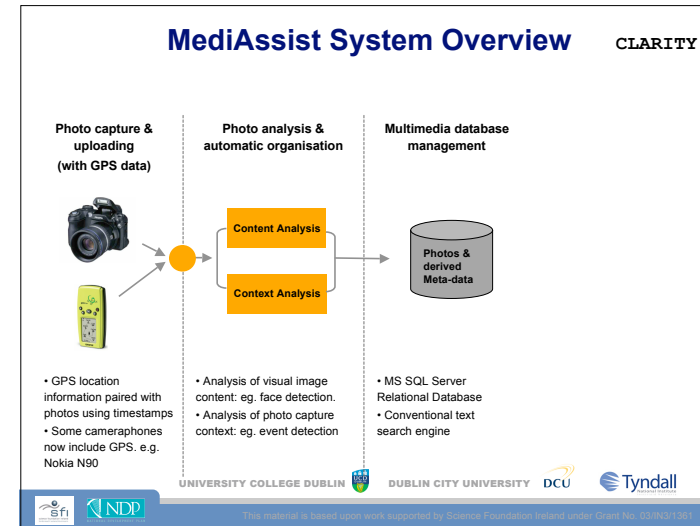 MediAssist System Overview
CLARITY
Photo capture &
uploading
(with GPS data)
Photo analysis &
automatic organisation
Multimedia database
management
Content Analysis
Context Analysis
Photos &
derived
Meta-data
• GPS location
information paired with
photos using timestamps
• Some cameraphones
now include GPS. e.g.
Nokia N90
• Analysis of visual image
content: eg. face detection.
• Analysis of photo capture
context: eg. event detection
• MS SQL Server
Relational Database
• Conventional text
search engine
UNIVERSITY COLLEGE DUBLIN
UCD
DUBLIN CITY UNIVERSITY
DCU
Tyndall
National Institute
sfi
NDP
This material is based upon work supported by Science Foundation Ireland under Grant No. 03/IN3/1361